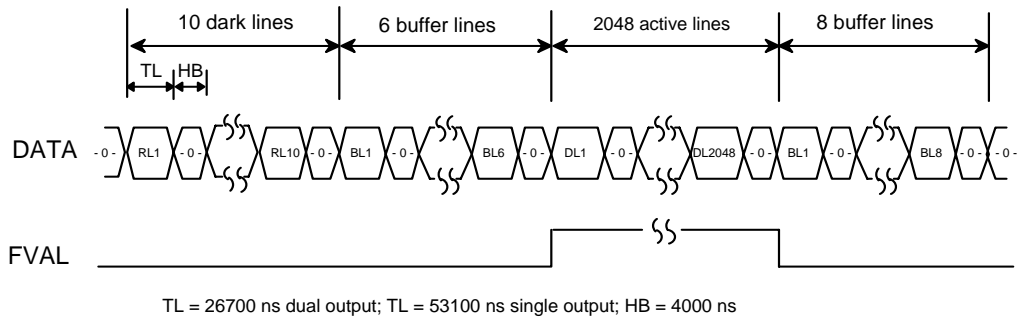 10 dark lines 6 buffer lines 2048 active lines 8 buffer lines
TL HB
DATA - 0 - RL1 - 0 - RL10 - 0 - BL1 - 0 - BL6 - 0 - DL1 - 0 - DL2048 - 0 - BL1 - 0 - BL8 - 0 - - 0 -
FVAL
TL = 26700 ns dual output; TL = 53100 ns single output; HB = 4000 ns